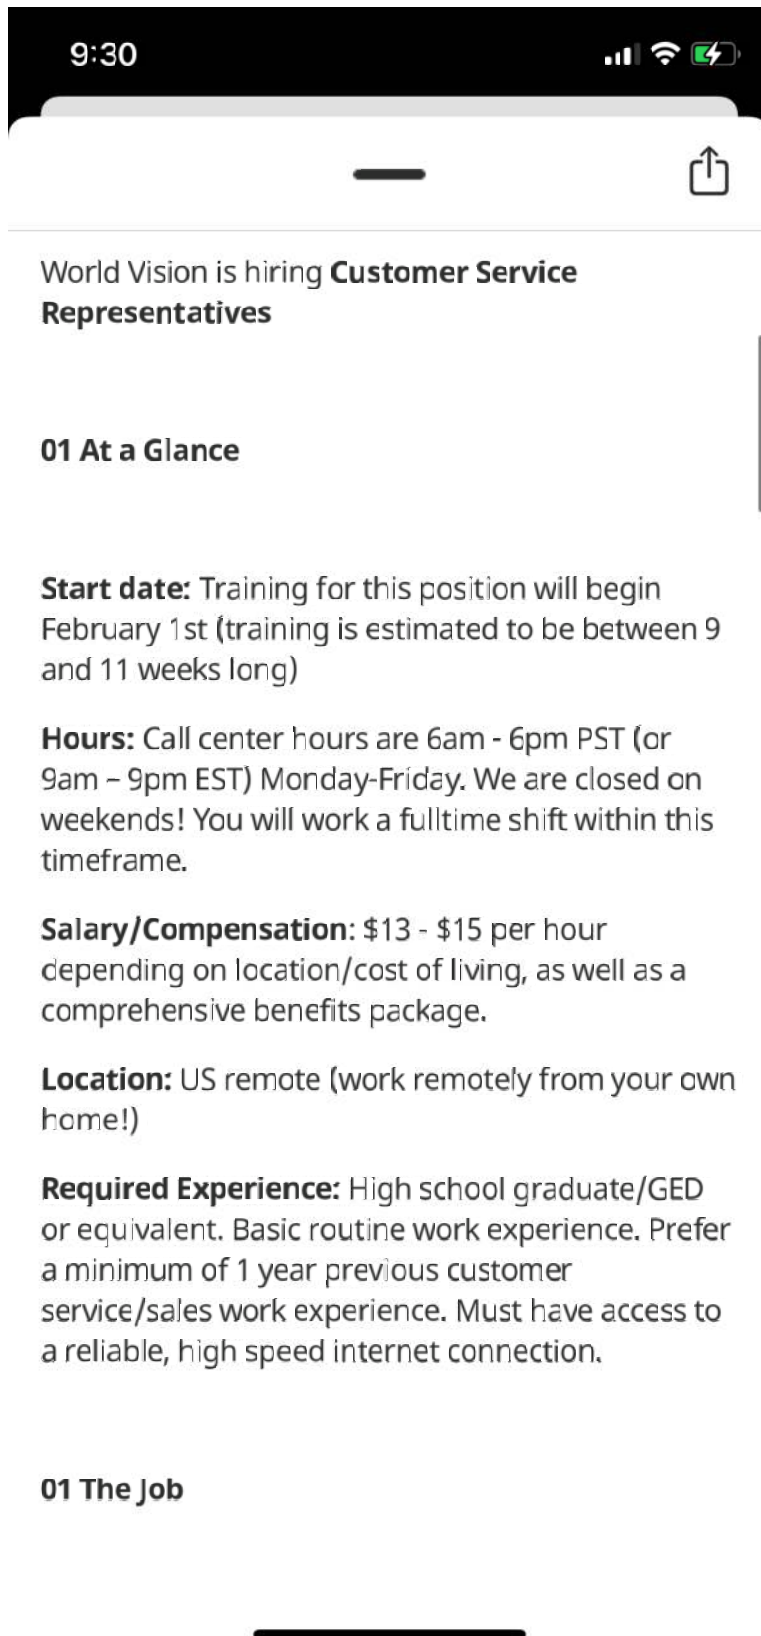 9:30
World Vision is hiring Customer Service
Representatives
01 At a Glance
Start date: Training for this position will begin
February 1st (training is estimated to be between 9
and 11 weeks long)
Hours: Call center hours are 6am - 6pm PST (or
9am – 9pm EST) Monday-Friday. We are closed on
weekends! You will work a fulltime shift within this
timeframe.
Salary/Compensation: $13 - $15 per hour
depending on location/cost of living, as well as a
comprehensive benefits package.
Location: US remote (work remotely from your own
home!)
Required Experience: High school graduate/GED
or equivalent. Basic routine work experience. Prefer
a minimum of 1 year previous customer
service/sales work experience. Must have access to
a reliable, high speed internet connection.
01 The Job